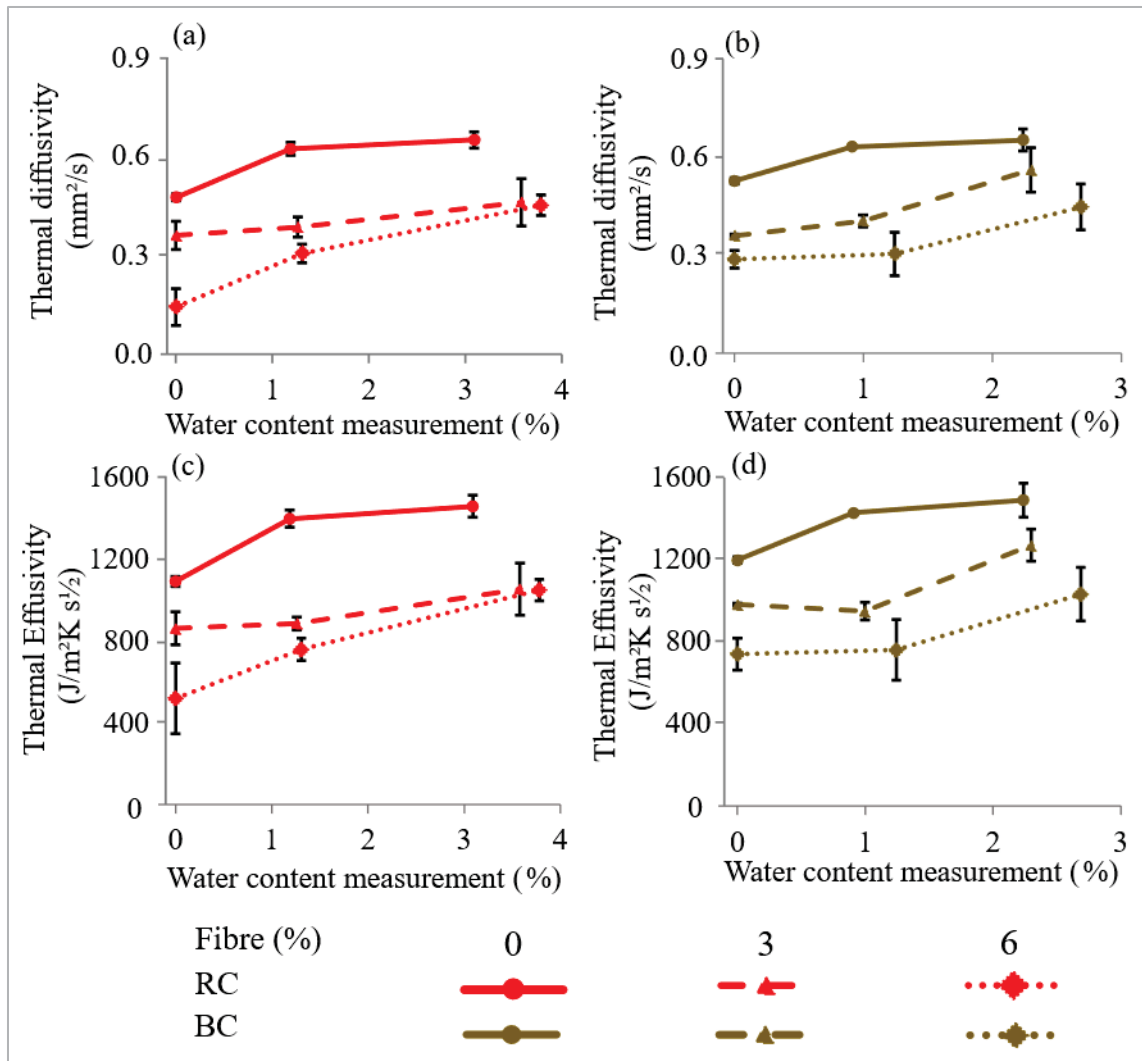 (a)
Thermal diffusivity
(mm²/s)
0.9
0.6
0.3
0.0
0 1 2 3 4
Water content measurement (%)
(b)
Thermal diffusivity
(mm²/s)
0.9
0.6
0.3
0.0
0 1 2 3
Water content measurement (%)
(c)
Thermal Effusivity
(J/m²K s½)
1600
1200
800
400
0
0 1 2 3 4
Water content measurement (%)
(d)
Thermal Effusivity
(J/m²K s½)
1600
1200
800
400
0
0 1 2 3
Water content measurement (%)
Fibre (%) 0 3 6
RC
BC